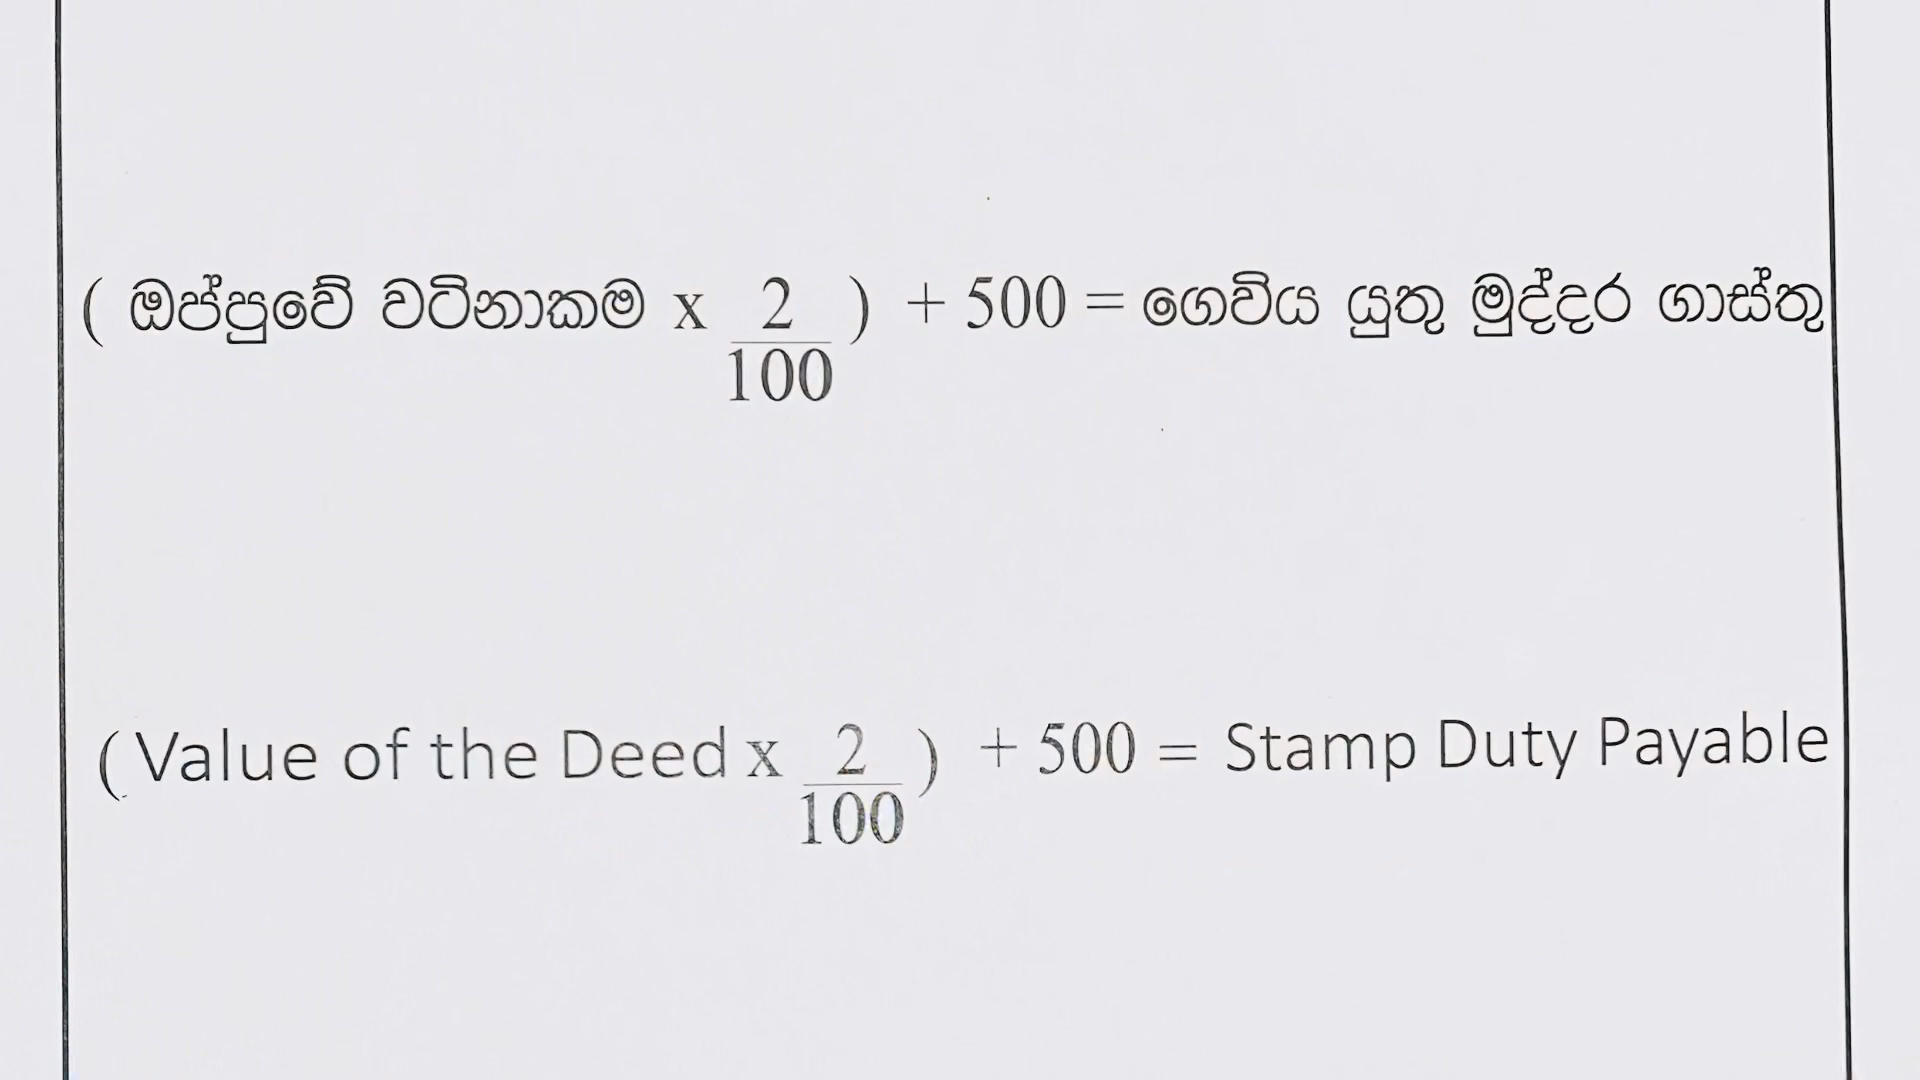 ( ඔප්පුවේ වටිනාකම x 2/100 ) + 500 = ගෙවිය යුතු මුද්දර ගාස්තු
( Value of the Deed x 2/100 ) + 500 = Stamp Duty Payable